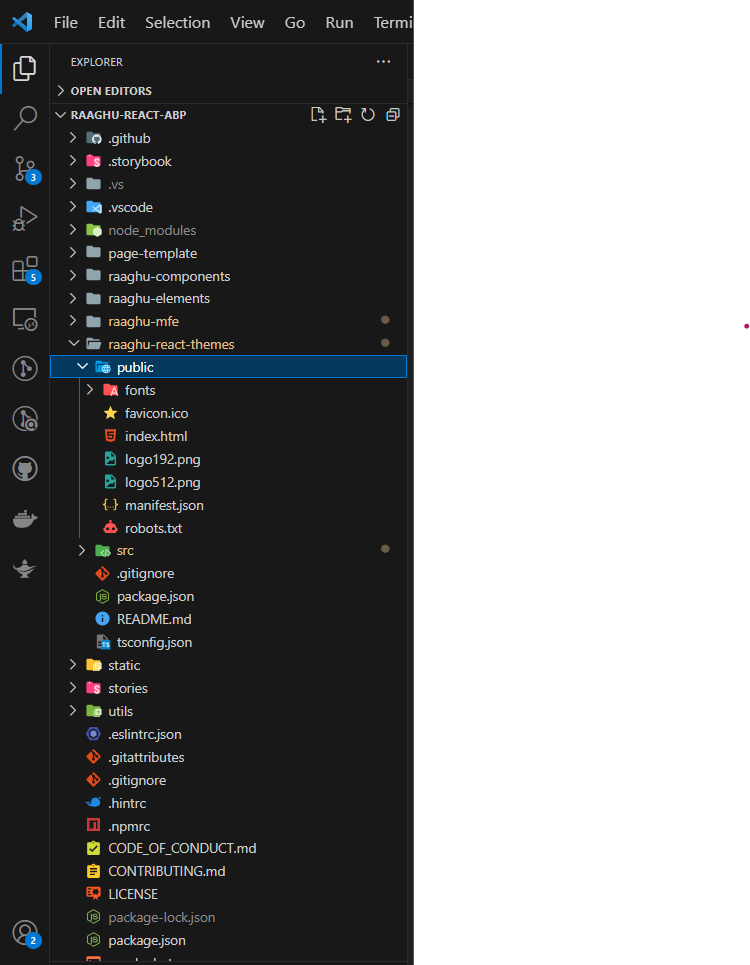 File Edit Selection View Go Run Termi
EXPLORER
OPEN EDITORS
RAAGHU-REACT-ABP
.github
.storybook
.vs
3
.vscode
node_modules
page-template
5
raaghu-components
raaghu-elements
raaghu-mfe
raaghu-react-themes
public
fonts
favicon.ico
index.html
logo192.png
logo512.png
manifest.json
robots.txt
src
.gitignore
package.json
README.md
tsconfig.json
static
stories
utils
.eslintrc.json
.gitattributes
.gitignore
.hintrc
.npmrc
CODE_OF_CONDUCT.md
CONTRIBUTING.md
LICENSE
package-lock.json
2
package.json